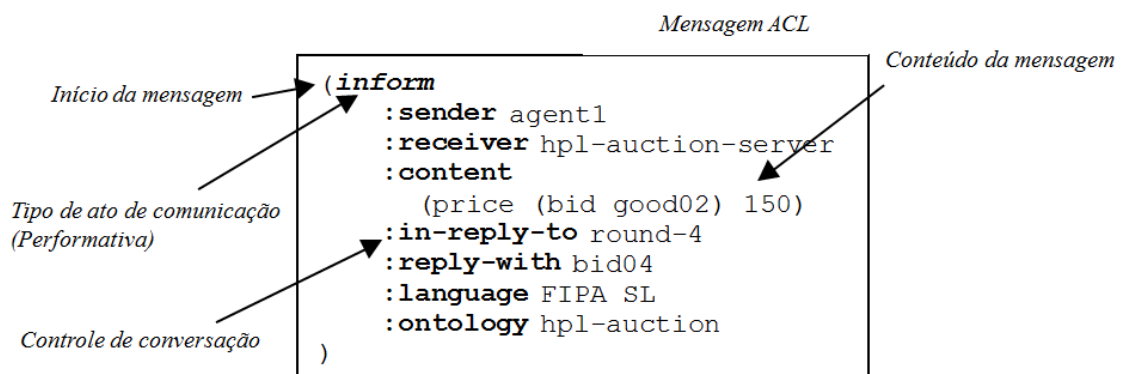 Mensagem ACL
Conteúdo da mensagem
Início da mensagem
(inform
:sender agent1
:receiver hpl-auction-server
:content
(price (bid good02) 150)
Tipo de ato de comunicação
(Performativa)
:in-reply-to round-4
:reply-with bid04
:language FIPA SL
:ontology hpl-auction
Controle de conversação
)